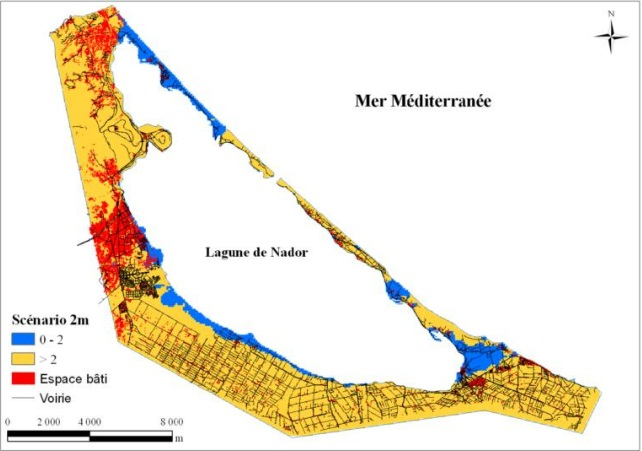 N
Mer Méditerranée
Lagune de Nador
Scénario 2m
0 - 2
> 2
Espace bâti
Voirie
0 2 000 4 000 8 000
m